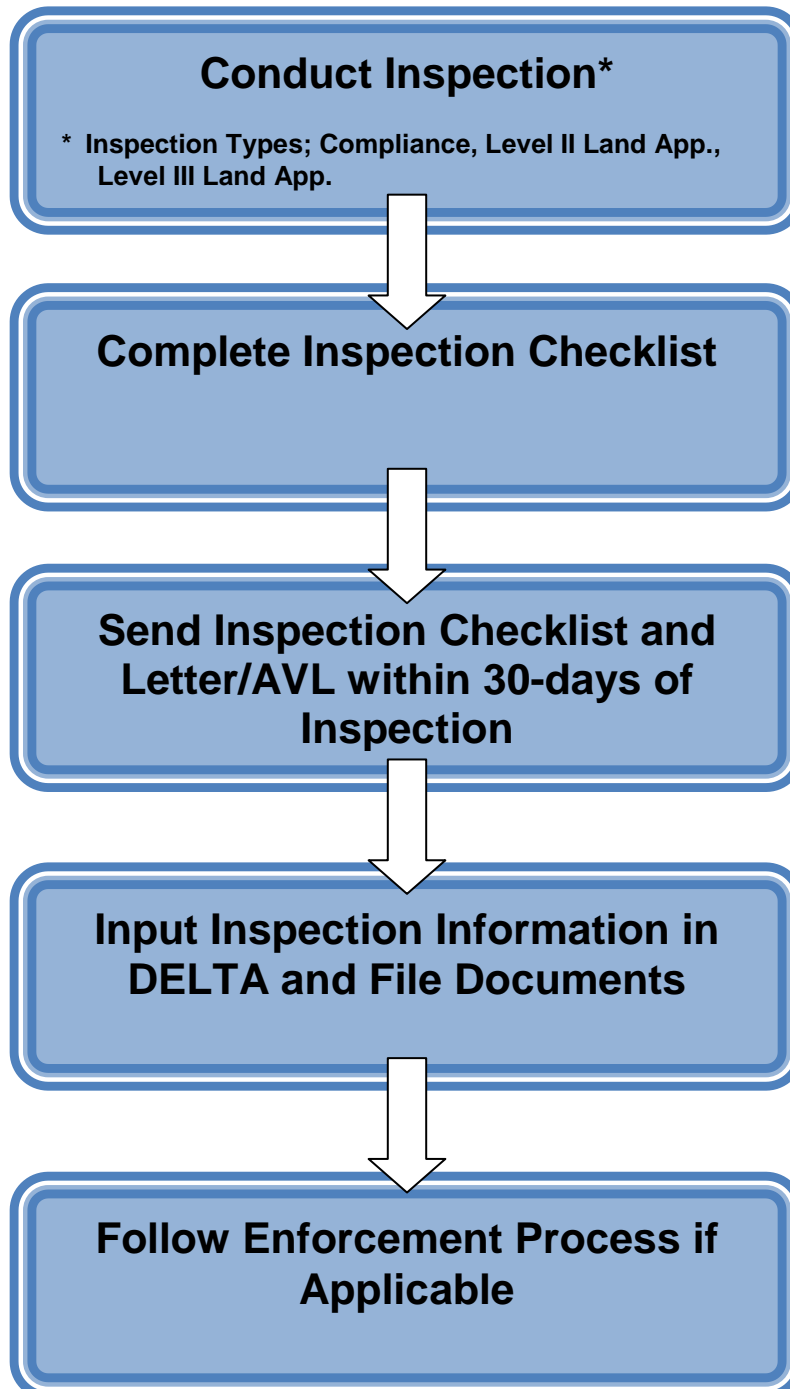 Conduct Inspection*
* Inspection Types; Compliance, Level II Land App.,
Level III Land App.
Complete Inspection Checklist
Send Inspection Checklist and
Letter/AVL within 30-days of
Inspection
Input Inspection Information in
DELTA and File Documents
Follow Enforcement Process if
Applicable